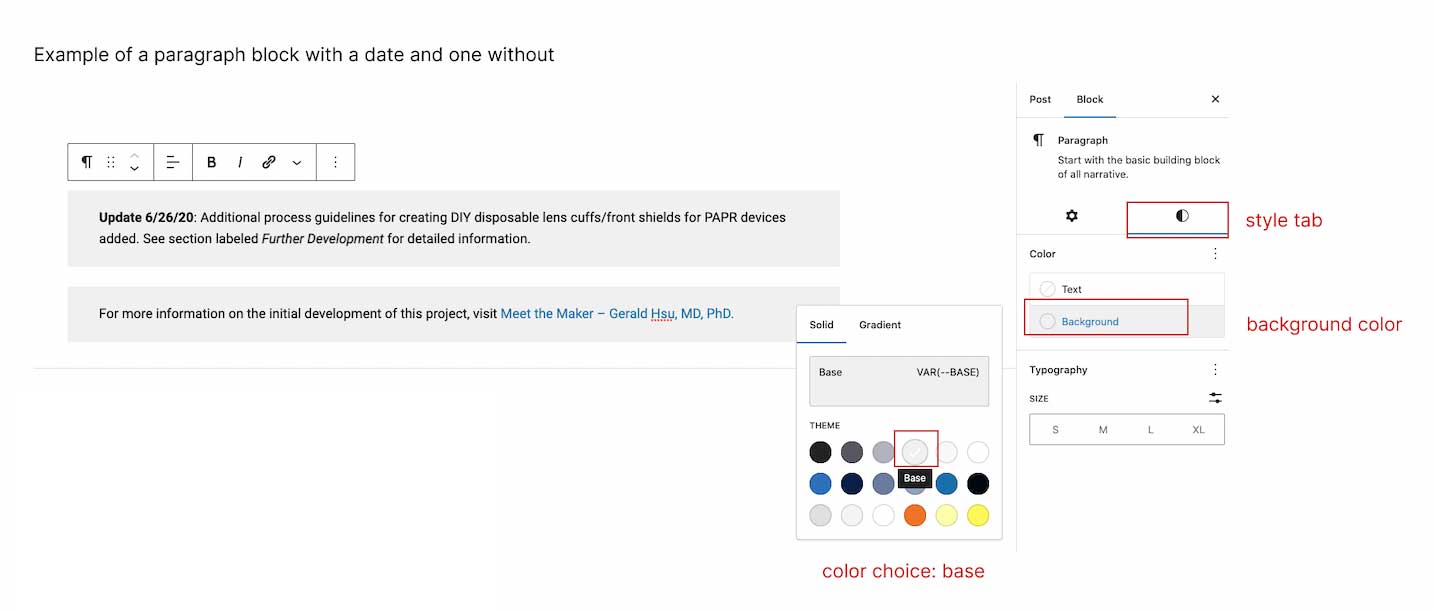 Example of a paragraph block with a date and one without
Post Block
Paragraph
Start with the basic building block
of all narrative.
style tab
Color
Text
Background
background color
Typography
SIZE
S M L XL
B I
Update 6/26/20: Additional process guidelines for creating DIY disposable lens cuffs/front shields for PAPR devices
added. See section labeled Further Development for detailed information.
For more information on the initial development of this project, visit Meet the Maker – Gerald Hsu, MD, PhD.
Solid Gradient
Base VAR(--BASE)
THEME
Base
color choice: base